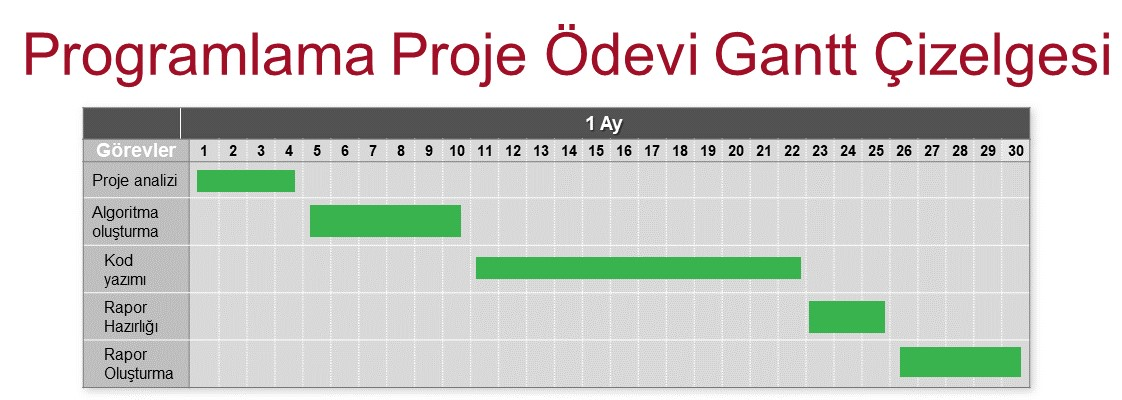 Programlama Proje Ödevi Gantt Çizelgesi
1 Ay
Görevler 1 2 3 4 5 6 7 8 9 10 11 12 13 14 15 16 17 18 19 20 21 22 23 24 25 26 27 28 29 30
Proje analizi
Algoritma
oluşturma
Kod
yazımı
Rapor
Hazırlığı
Rapor
Oluşturma